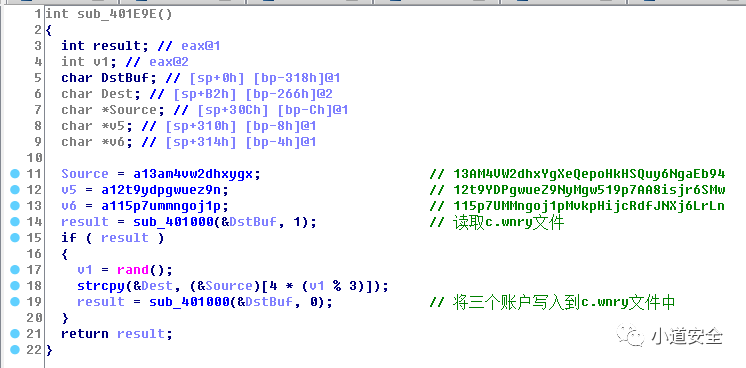 1 int sub_401E9E()
2 {
3 int result; // eax@1
4 int v1; // eax@2
5 char DstBuf; // [sp+0h] [bp-318h]@1
6 char Dest; // [sp+B2h] [bp-266h]@2
7 char *Source; // [sp+30Ch] [bp-Ch]@1
8 char *v5; // [sp+310h] [bp-8h]@1
9 char *v6; // [sp+314h] [bp-4h]@1
10
11 Source = a13am4vw2dhxygx; // 13AM4VW2dhxYgXeQepoHkHSQuy6NgaEb94
12 v5 = a12t9ydpgwuez9n; // 12t9YDPgwueZ9NyMgw519p7AA8isjr6SMw
13 v6 = a115p7ummngoj1p; // 115p7UMMngoj1pMvkpHijcRdfJNXj6LrLn
14 result = sub_401000(&DstBuf, 1); // 读取c.wnry文件
15 if ( result )
16 {
17 v1 = rand();
18 strcpy(&Dest, (&Source)[4 * (v1 % 3)]);
19 result = sub_401000(&DstBuf, 0); // 将三个账户写入到c.wnry文件中
20 }
21 return result;
22 }
小道安全